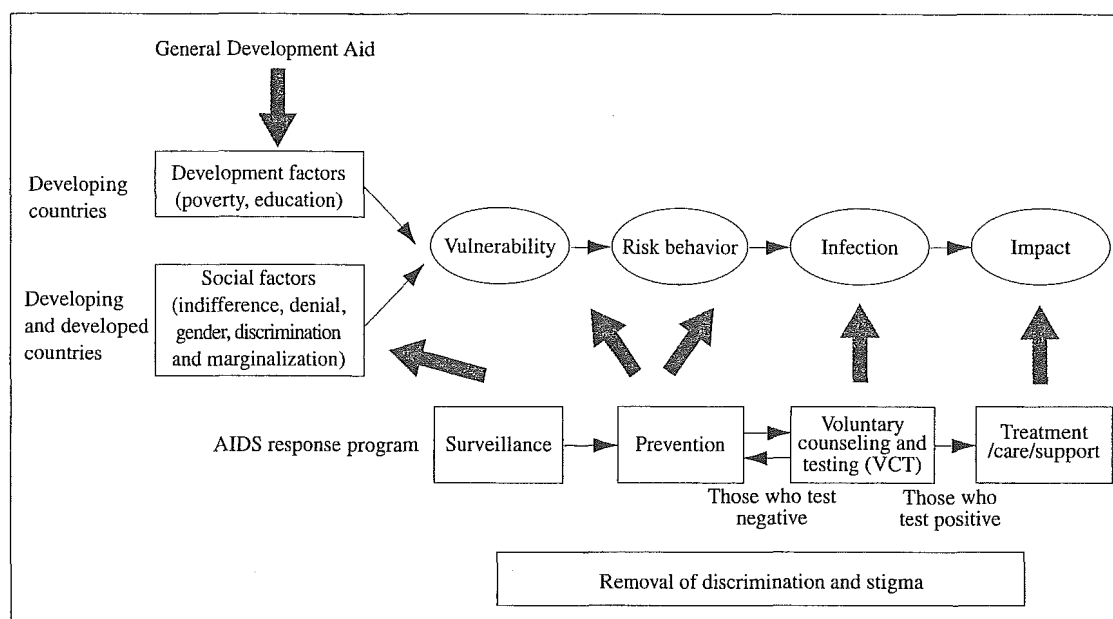 General Development Aid
Developing
countries
Development factors
(poverty, education)
Developing
and developed
countries
Social factors
(indifference, denial,
gender, discrimination
and marginalization)
Vulnerability
Risk behavior
Infection
Impact
AIDS response program
Surveillance
Prevention
Voluntary
counseling and
testing (VCT)
Treatment
/care/support
Those who test
negative
Those who
test positive
Removal of discrimination and stigma